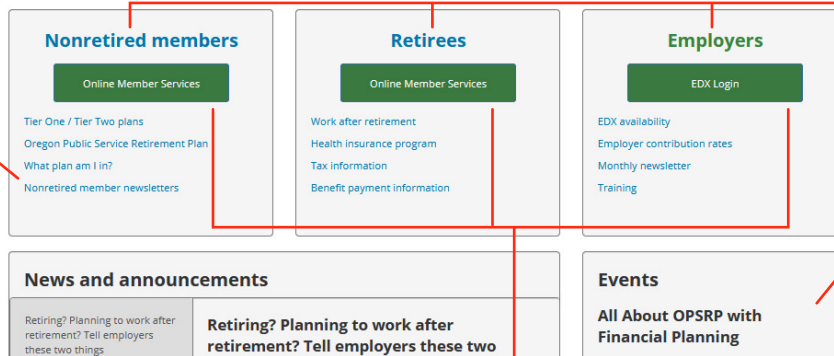 Nonretired members
Online Member Services
Tier One / Tier Two plans
Oregon Public Service Retirement Plan
What plan am I in?
Nonretired member newsletters
Retirees
Online Member Services
Work after retirement
Health insurance program
Tax information
Benefit payment information
Employers
EDX Login
EDX availability
Employer contribution rates
Monthly newsletter
Training
News and announcements
Retiring? Planning to work after
retirement? Tell employers
these two things
Retiring? Planning to work after
retirement? Tell employers these two
Events
All About OPSRP with
Financial Planning